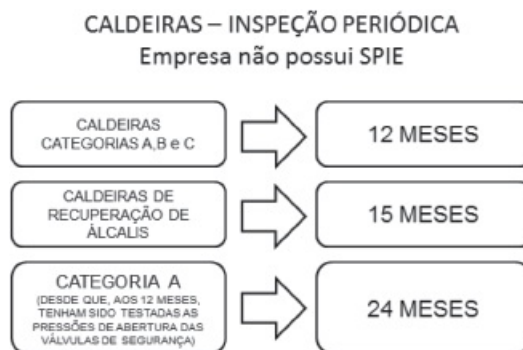 CALDEIRAS – INSPEÇÃO PERIÓDICA
Empresa não possui SPIE
CALDEIRAS
CATEGORIAS A,B e C
12 MESES
CALDEIRAS DE
RECUPERAÇÃO DE
ÁLCALIS
15 MESES
CATEGORIA A
(DESDE QUE, AOS 12 MESES,
TENHAM SIDO TESTADAS AS
PRESSÕES DE ABERTURA DAS
VÁLVULAS DE SEGURANÇA)
24 MESES